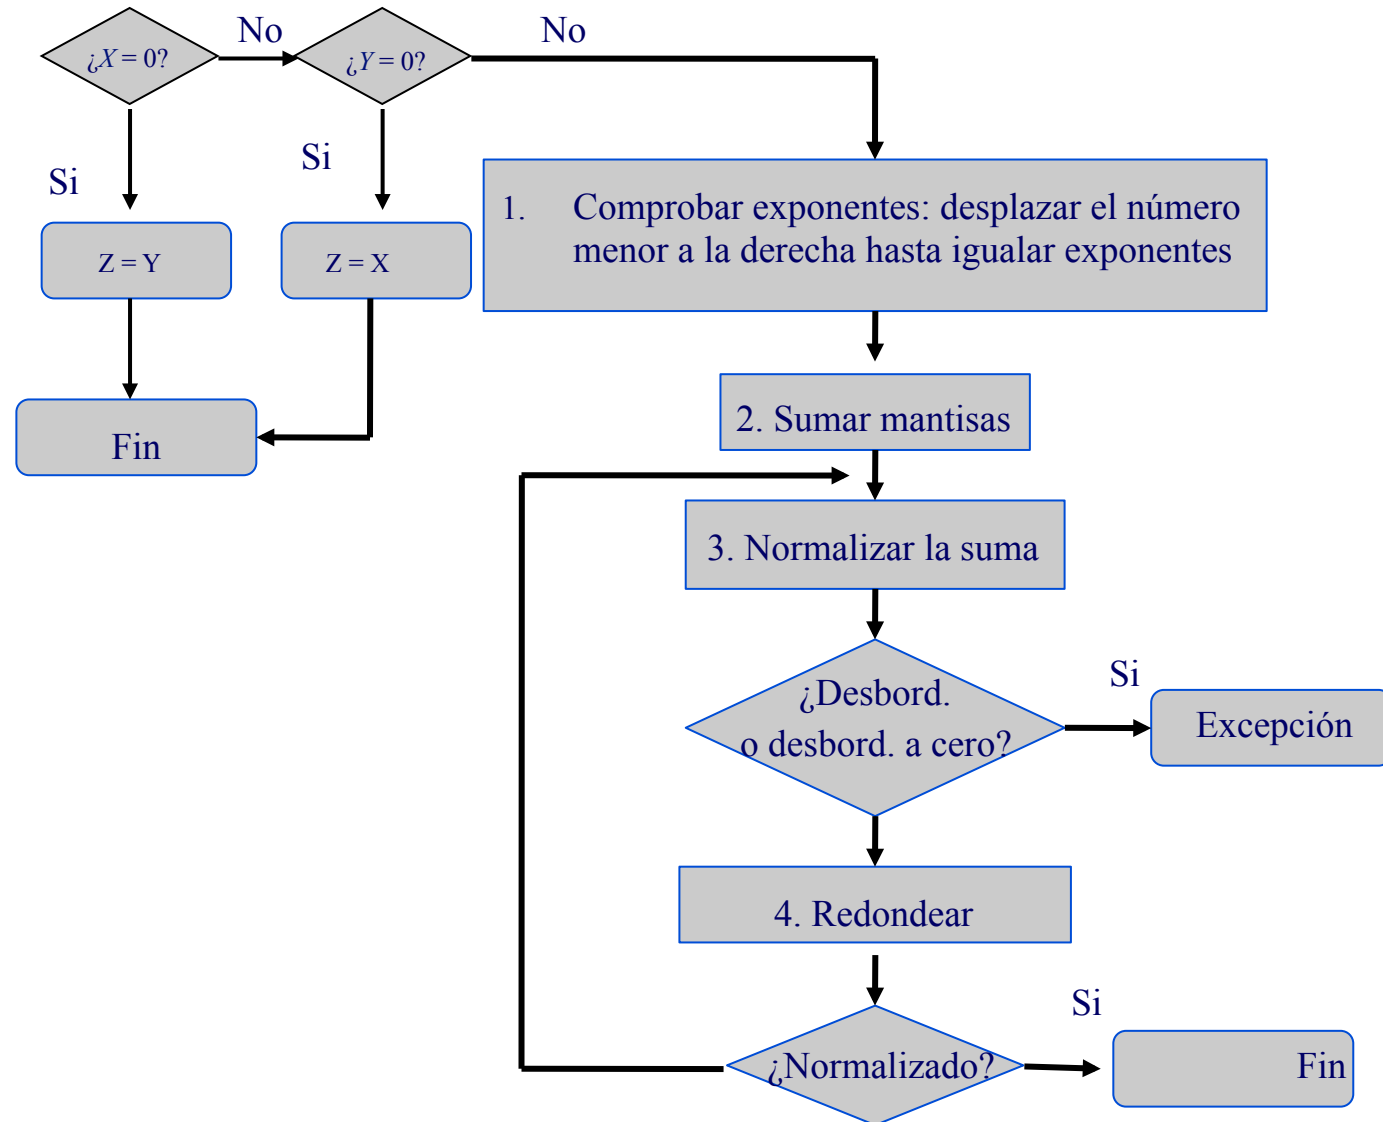 ¿X = 0?
No
¿Y = 0?
No
Si
Si
Z = Y
Z = X
Fin
1. Comprobar exponentes: desplazar el número
menor a la derecha hasta igualar exponentes
2. Sumar mantisas
3. Normalizar la suma
¿Desbord.
o desbord. a cero?
Si
Excepción
4. Redondear
¿Normalizado?
Si
Fin